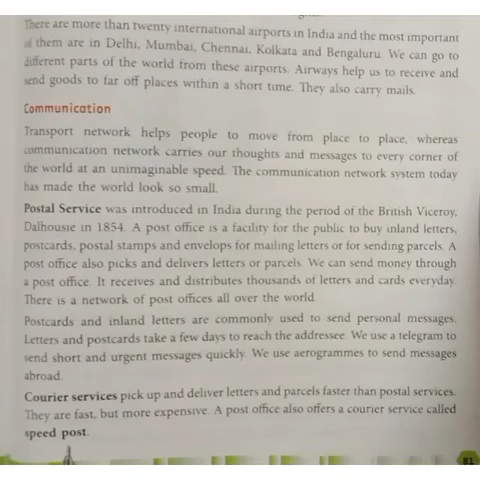 There are more than twenty international airports in India and the most important
of them are in Delhi, Mumbai, Chennai, Kolkata and Bengaluru. We can go to
different parts of the world from these airports. Airways help us to receive and
send goods to far off places within a short time. They also carry mails.
Communication
Transport network helps people to move from place to place, whereas
communication network carries our thoughts and messages to every corner of
the world at an unimaginable speed. The communication network system today
has made the world look so small.
Postal Service was introduced in India during the period of the British Viceroy,
Dalhousie in 1854. A post office is a facility for the public to buy inland letters,
postcards, postal stamps and envelops for mailing letters or for sending parcels. A
post office also picks and delivers letters or parcels. We can send money through
a post office. It receives and distributes thousands of letters and cards everyday.
There is a network of post offices all over the world
Postcards and inland letters are commonly used to send personal messages.
Letters and postcards take a few days to reach the addressee. We use a telegram to
send short and urgent messages quickly. We use aerogrammes to send messages
abroad.
Courier services pick up and deliver letters and parcels faster than postal services.
They are fast, but more expensive. A post office also offers a courier service called
speed post.
81